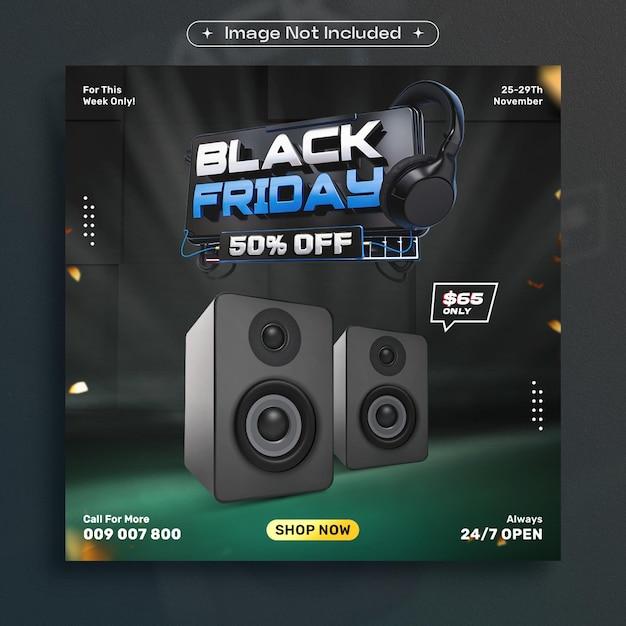 Image Not Included
For This
Week Only!
25-29Th
November
BLACK
FRIDAY
50% OFF
$65
ONLY
Call For More
009 007 800
SHOP NOW
Always
24/7 OPEN